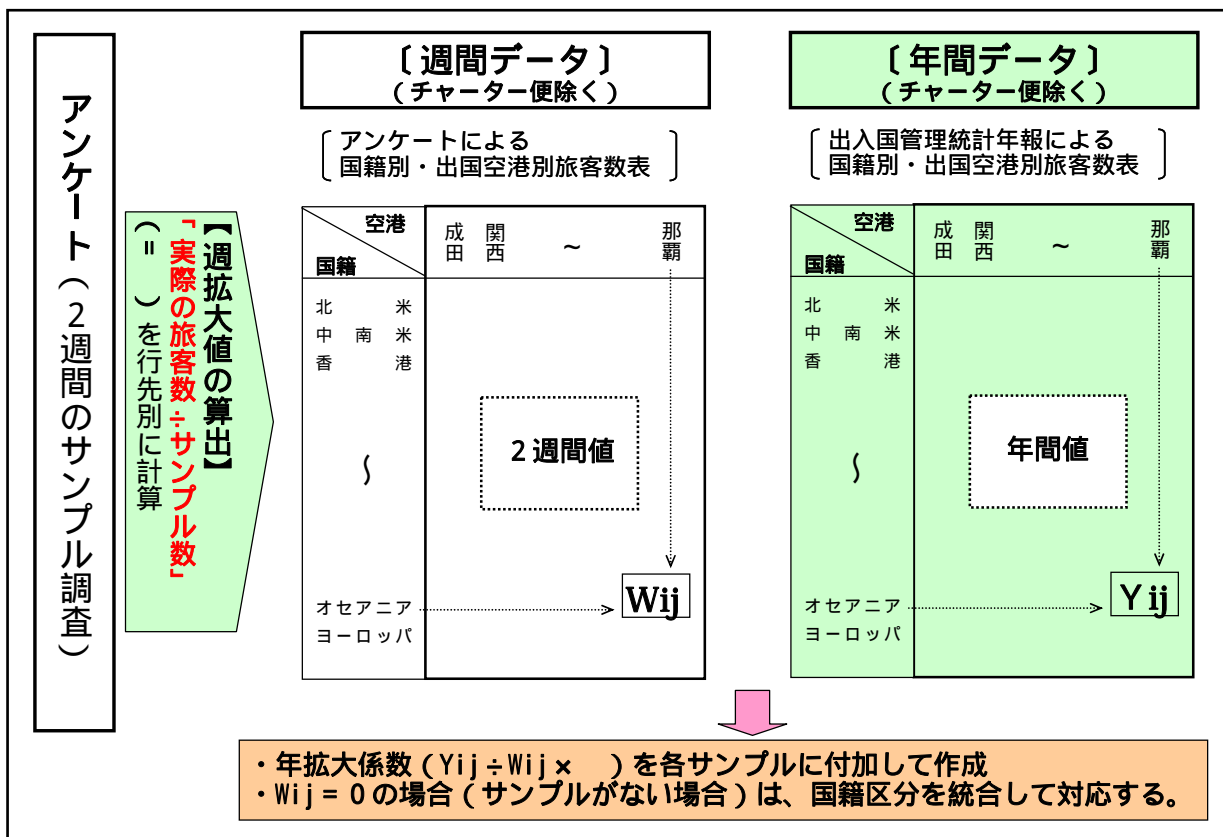 アンケート（２週間のサンプル調査）
【週拡大値の算出】
「実際の旅客数÷サンプル数」
（＝　）を行先別に計算
〔週間データ〕
（チャーター便除く）
アンケートによる
国籍別・出国空港別旅客数表
空港
国籍
成田
関西
～
那覇
北米
中南米
香港
～
２週間値
オセアニア
Wij
ヨーロッパ
〔年間データ〕
（チャーター便除く）
出入国管理統計年報による
国籍別・出国空港別旅客数表
空港
国籍
成田
関西
～
那覇
北米
中南米
香港
～
年間値
オセアニア
Ｙij
ヨーロッパ
・年拡大係数（Yij÷Wij×　）を各サンプルに付加して作成
・Wij＝０の場合（サンプルがない場合）は、国籍区分を統合して対応する。